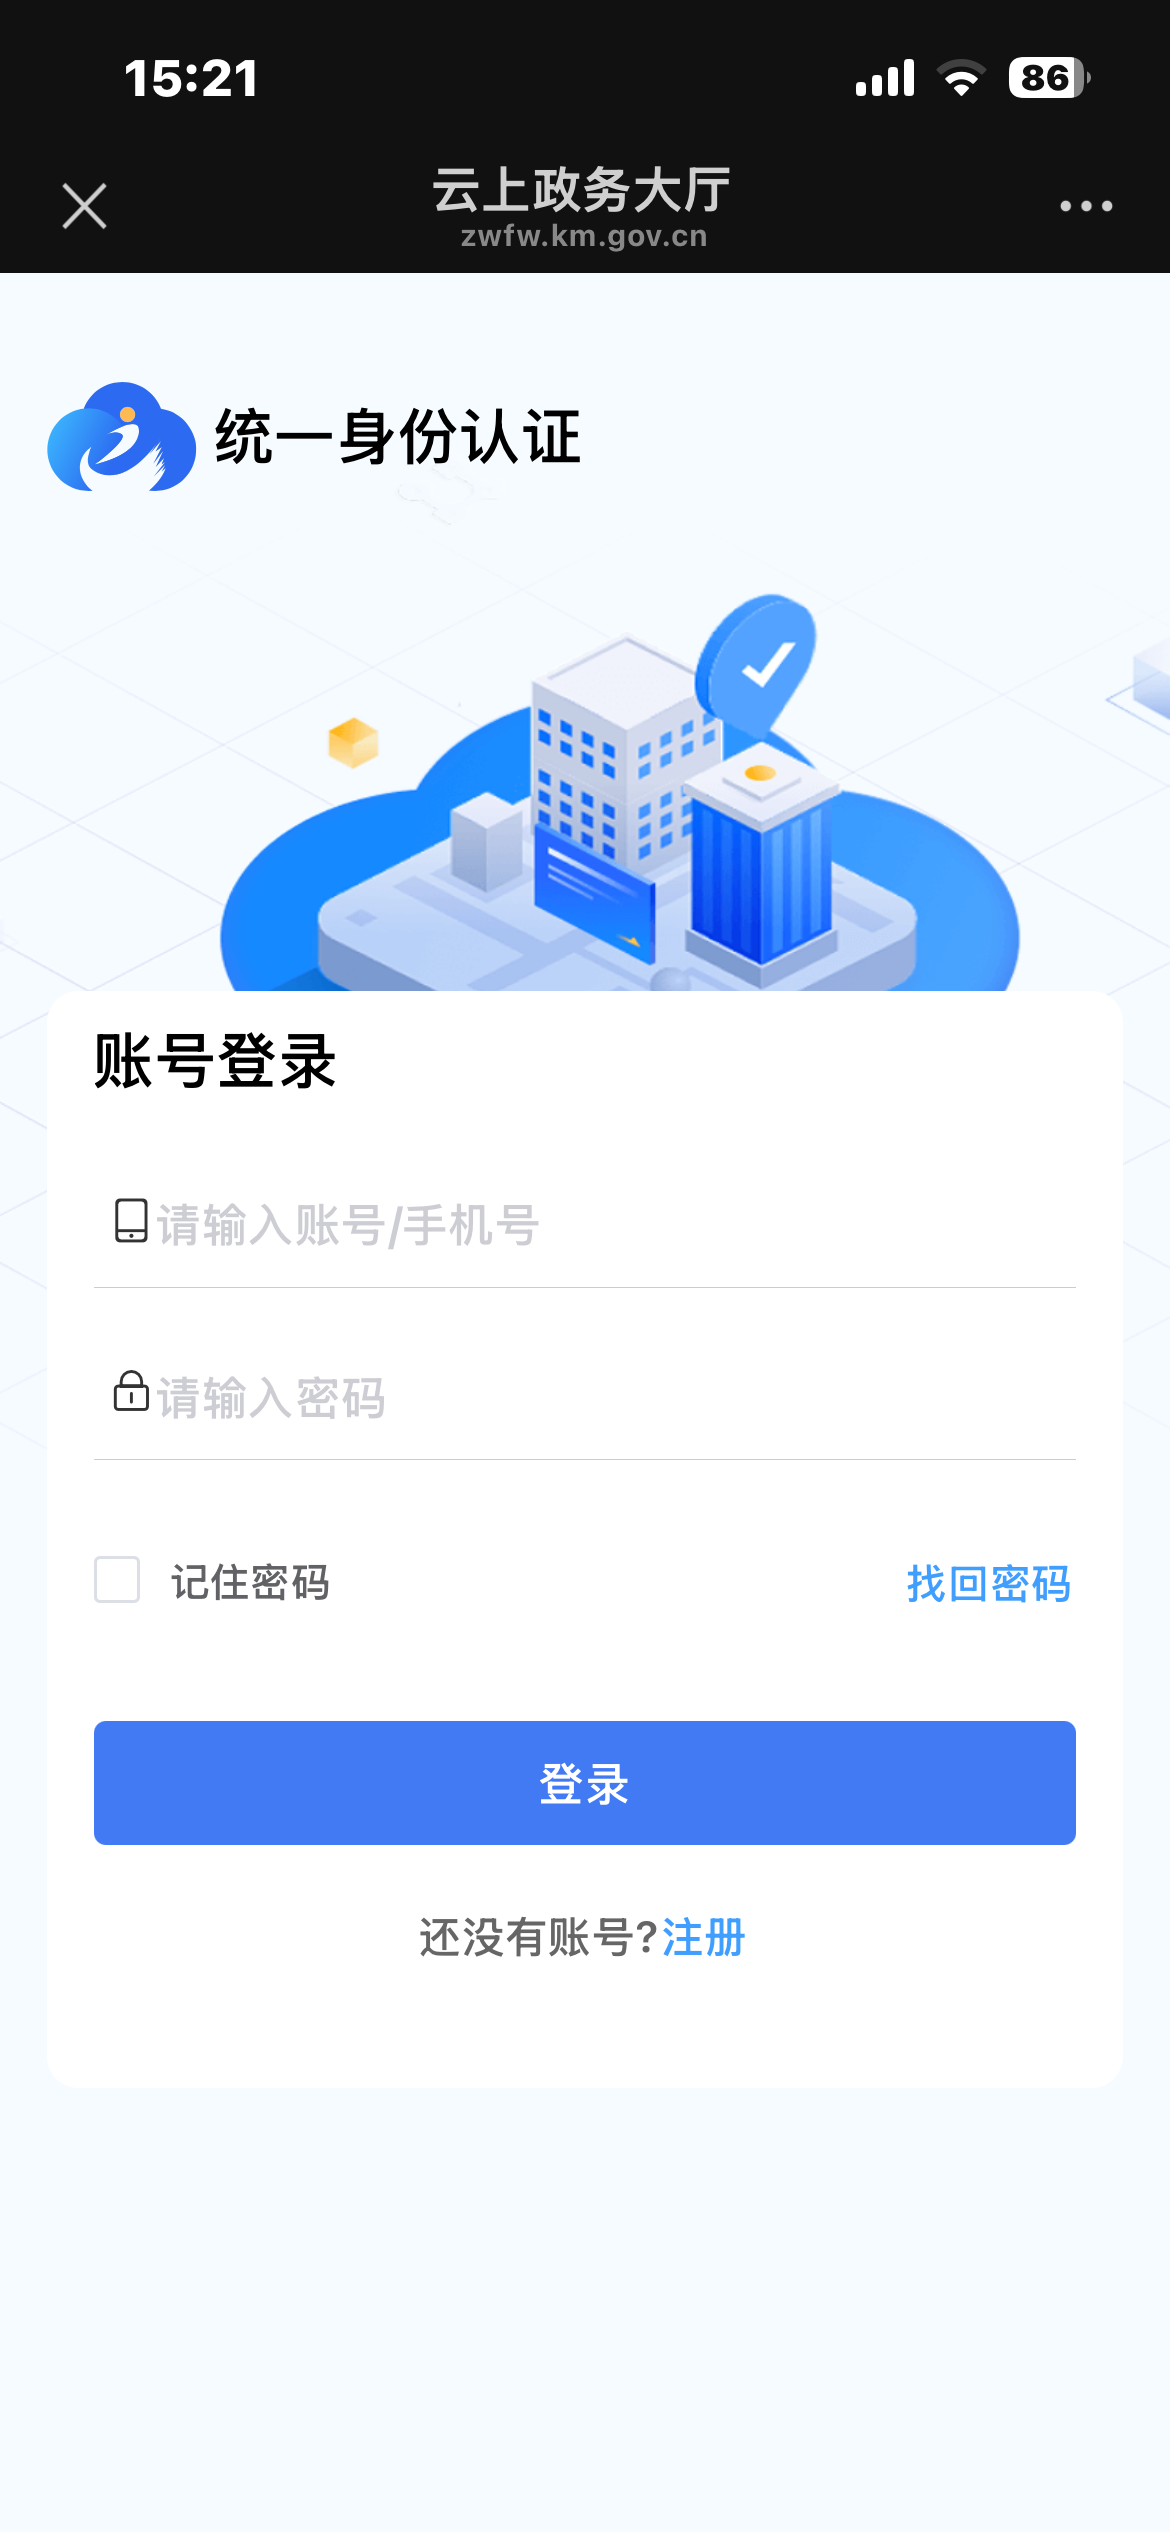 15:21
86
云上政务大厅
zwfw.km.gov.cn
统一身份认证
账号登录
请输入账号/手机号
请输入密码
记住密码
找回密码
登录
还没有账号?注册